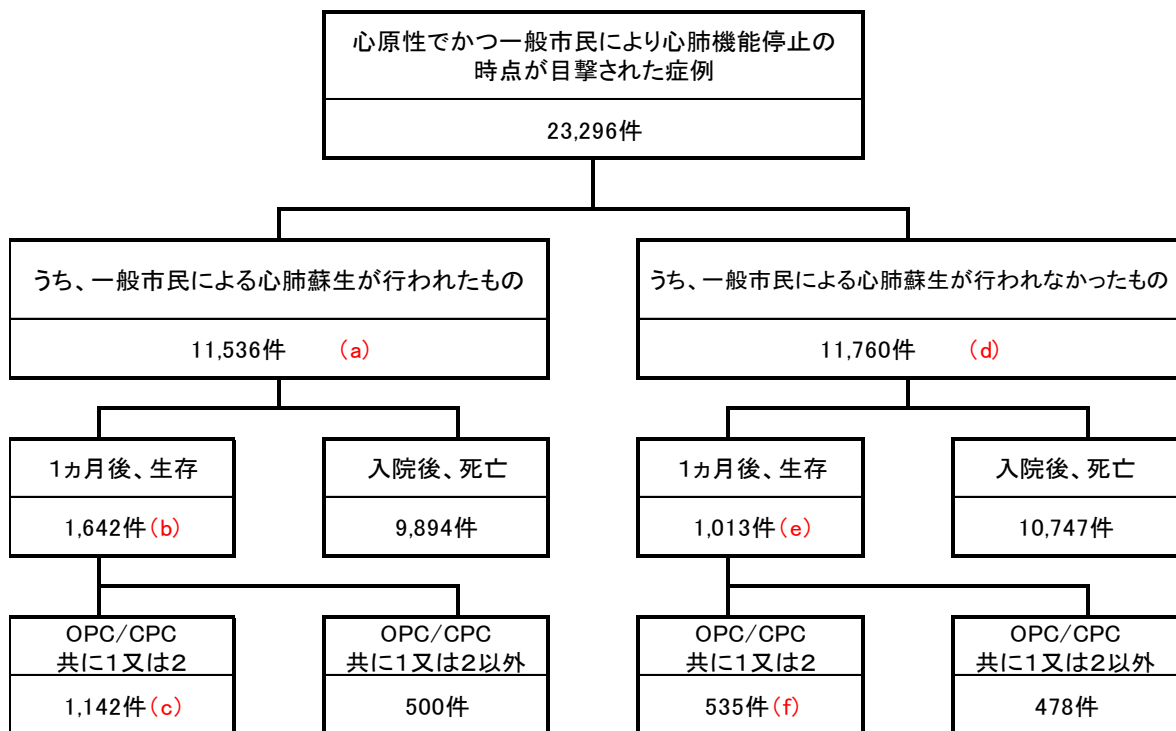 心原性でかつ一般市民により心肺機能停止の
時点が目撃された症例
23,296件
うち、一般市民による心肺蘇生が行われたもの
11,536件 (a)
うち、一般市民による心肺蘇生が行われなかったもの
11,760件 (d)
1ヵ月後、生存
1,642件(b)
入院後、死亡
9,894件
1ヵ月後、生存
1,013件(e)
入院後、死亡
10,747件
OPC/CPC
共に1又は2
1,142件(c)
OPC/CPC
共に1又は2以外
500件
OPC/CPC
共に1又は2
535件(f)
OPC/CPC
共に1又は2以外
478件